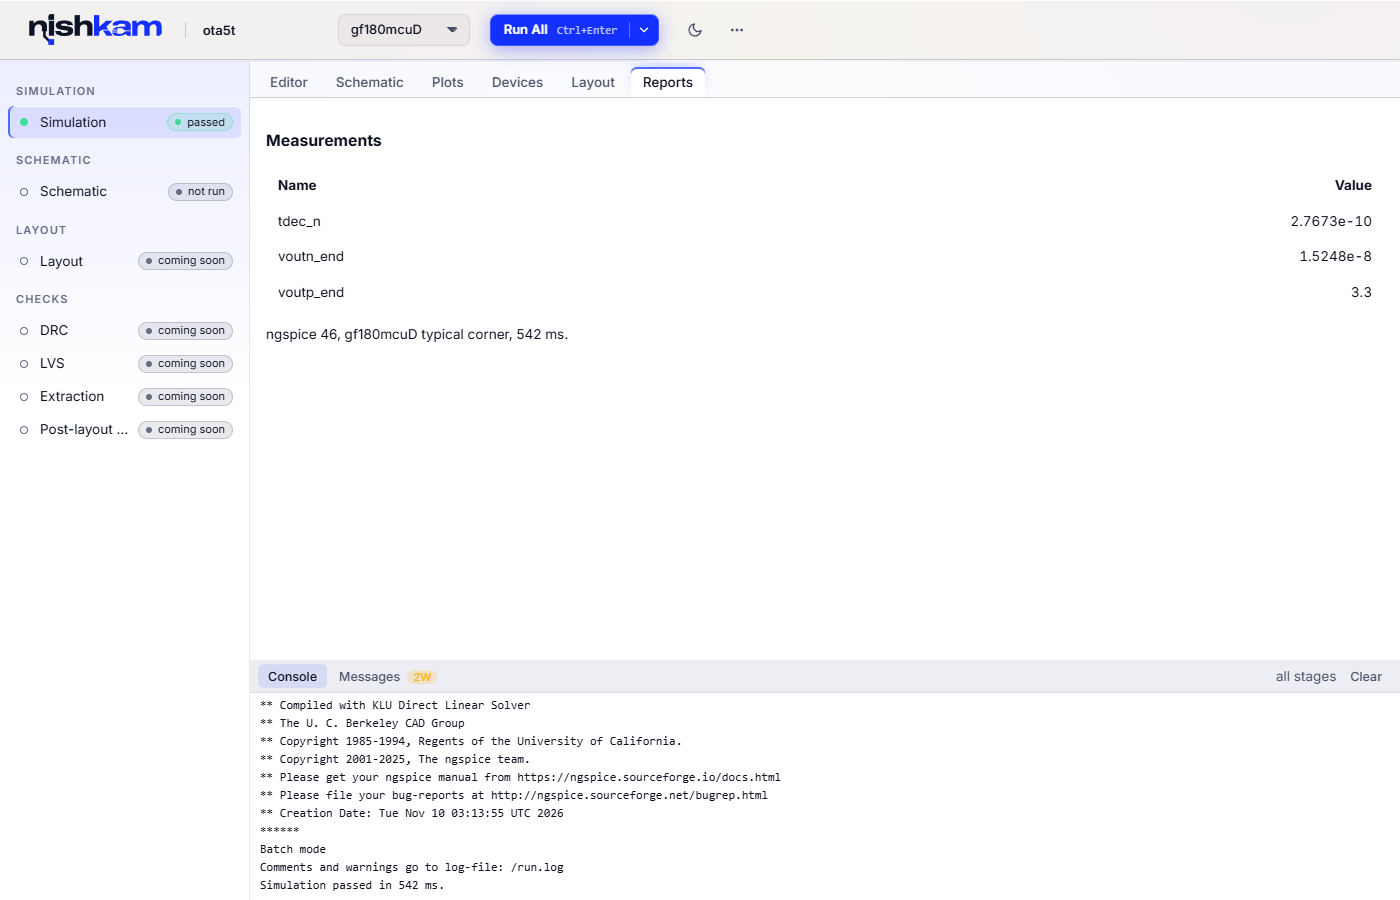 nishkam
ota5t
gf180mcuD
Run All Ctrl+Enter
Editor Schematic Plots Devices Layout Reports
SIMULATION
Simulation passed
SCHEMATIC
Schematic not run
LAYOUT
Layout coming soon
CHECKS
DRC coming soon
LVS coming soon
Extraction coming soon
Post-layout ... coming soon
Measurements
Name Value
tdec_n 2.7673e-10
voutn_end 1.5248e-8
voutp_end 3.3
ngspice 46, gf180mcuD typical corner, 542 ms.
Console Messages 2W all stages Clear
** Compiled with KLU Direct Linear Solver
** The U. C. Berkeley CAD Group
** Copyright 1985-1994, Regents of the University of California.
** Copyright 2001-2025, The ngspice team.
** Please get your ngspice manual from https://ngspice.sourceforge.io/docs.html
** Please file your bug-reports at http://ngspice.sourceforge.net/bugrep.html
** Creation Date: Tue Nov 10 03:13:55 UTC 2026
******
Batch mode
Comments and warnings go to log-file: /run.log
Simulation passed in 542 ms.